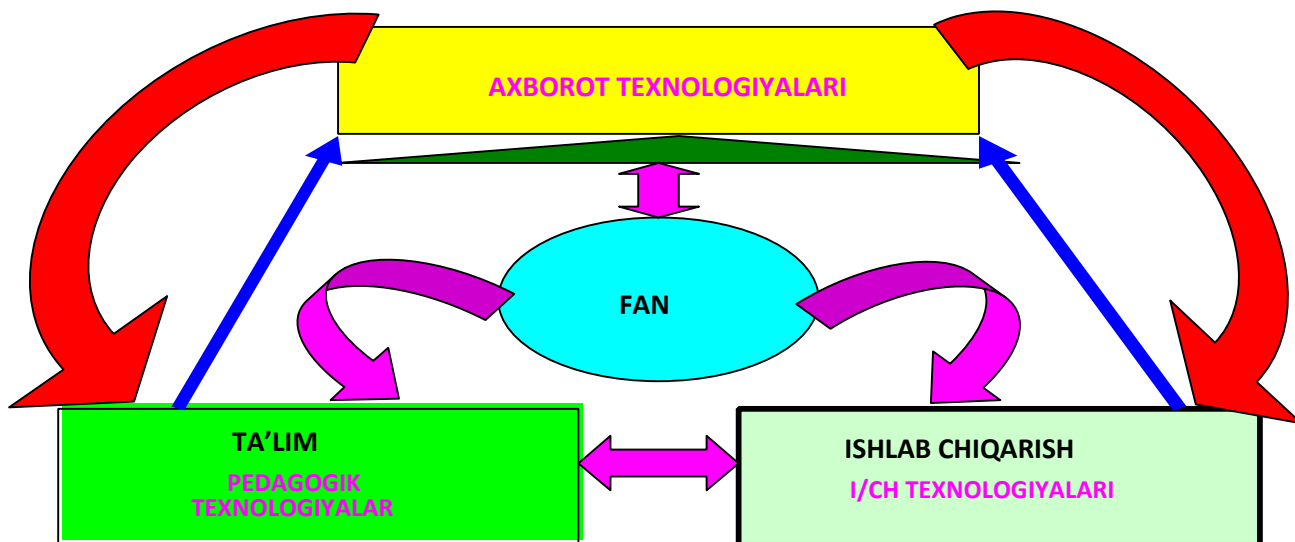 AXBOROT TEXNOLOGIYALARI
FAN
TA’LIM
PEDAGOGIK
TEXNOLOGIYALAR
ISHLAB CHIQARISH
I/CH TEXNOLOGIYALARI